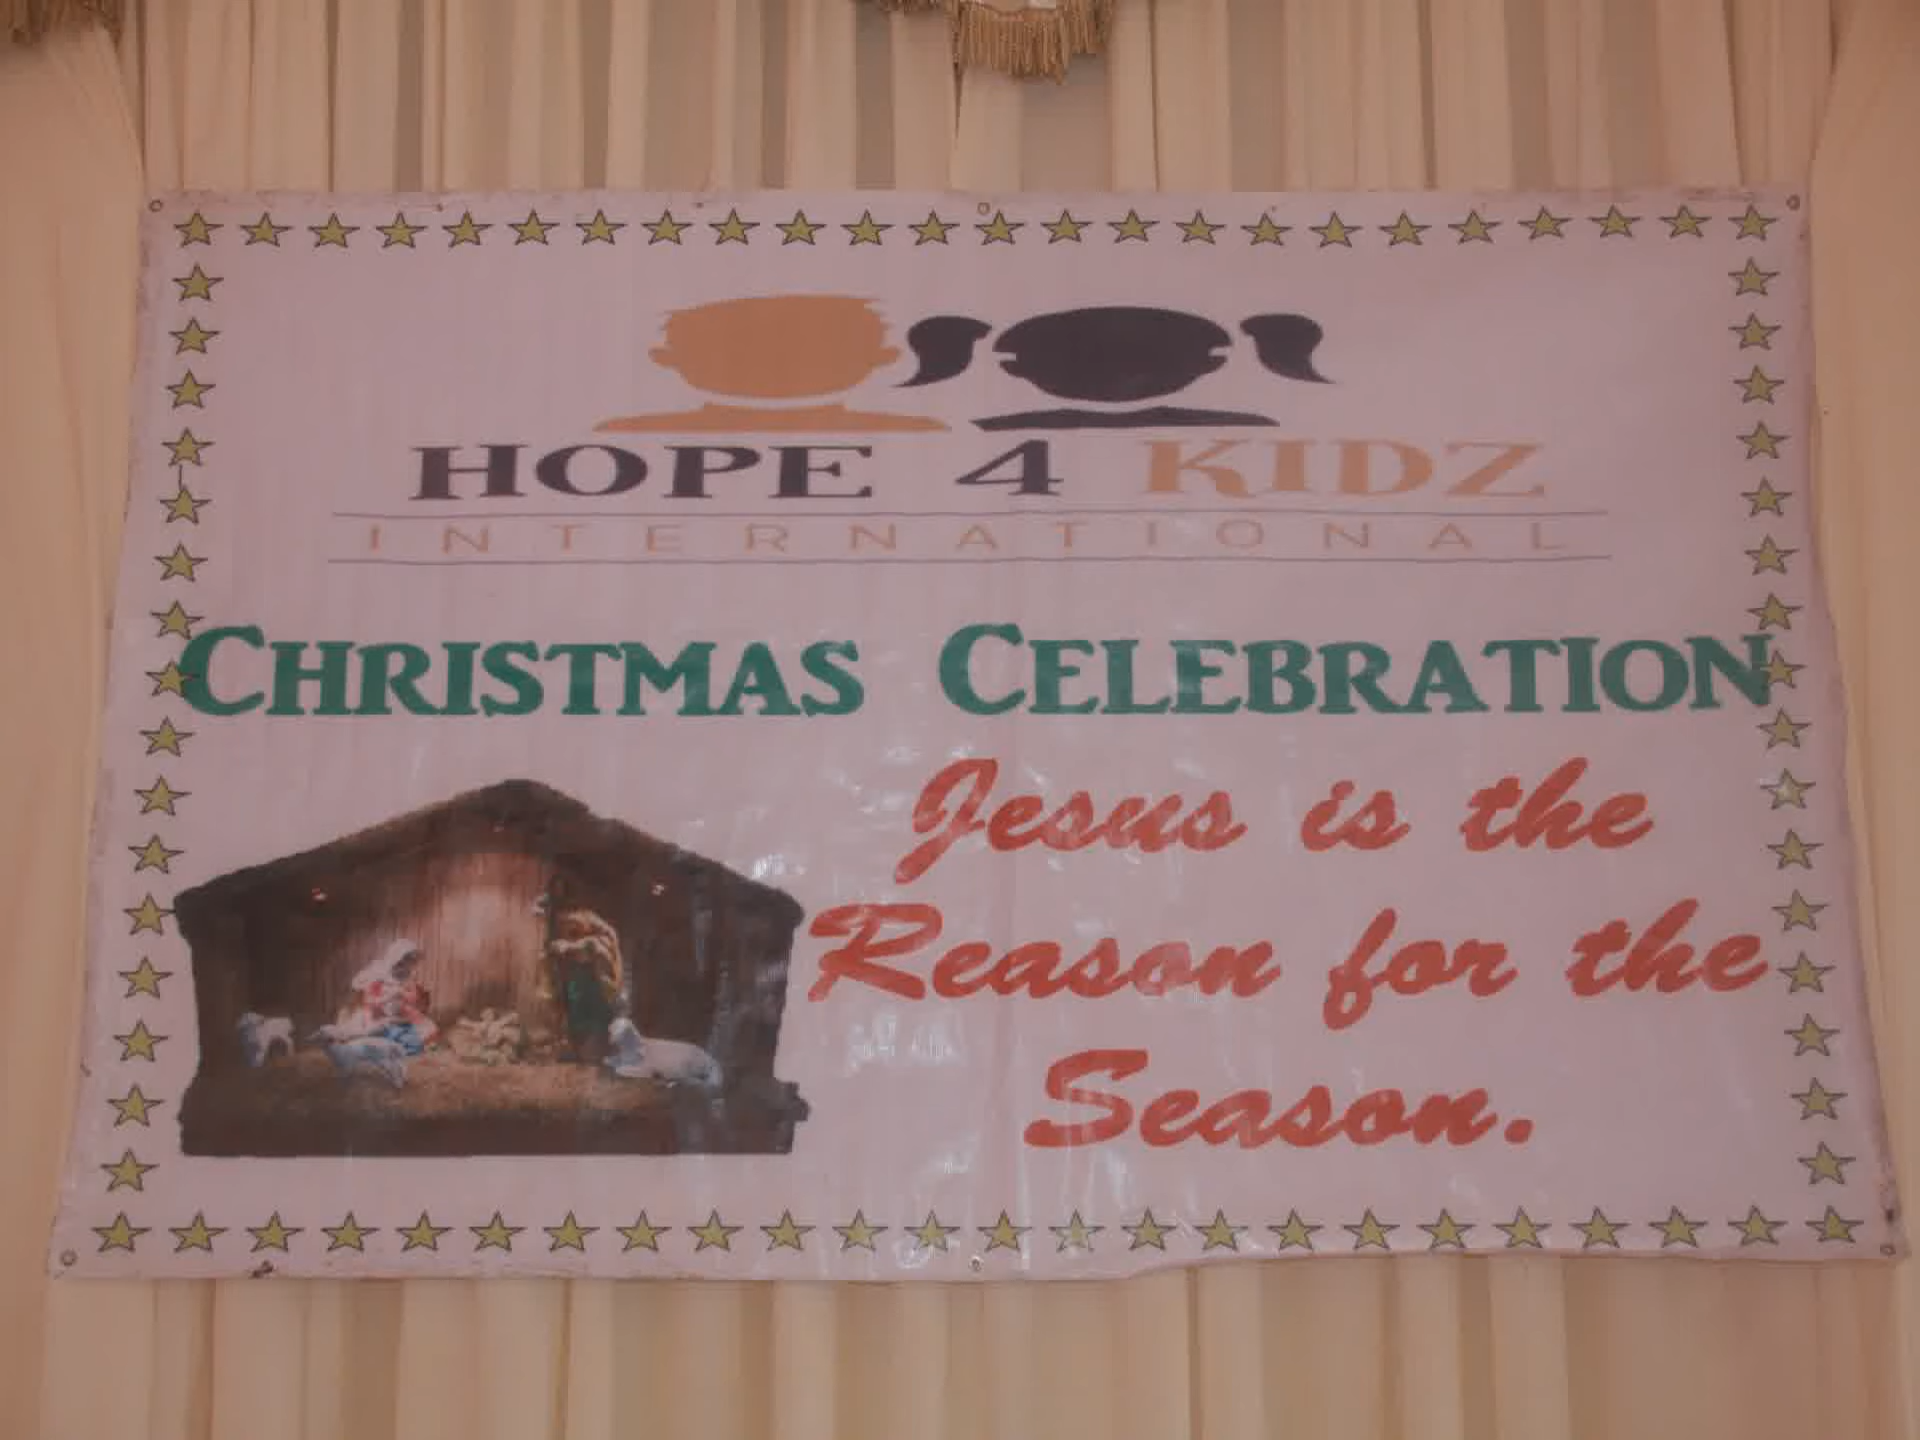 HOPE 4 KIDZ
INTERNATIONAL
CHRISTMAS CELEBRATION
Jesus is the
Reason for the
Season.